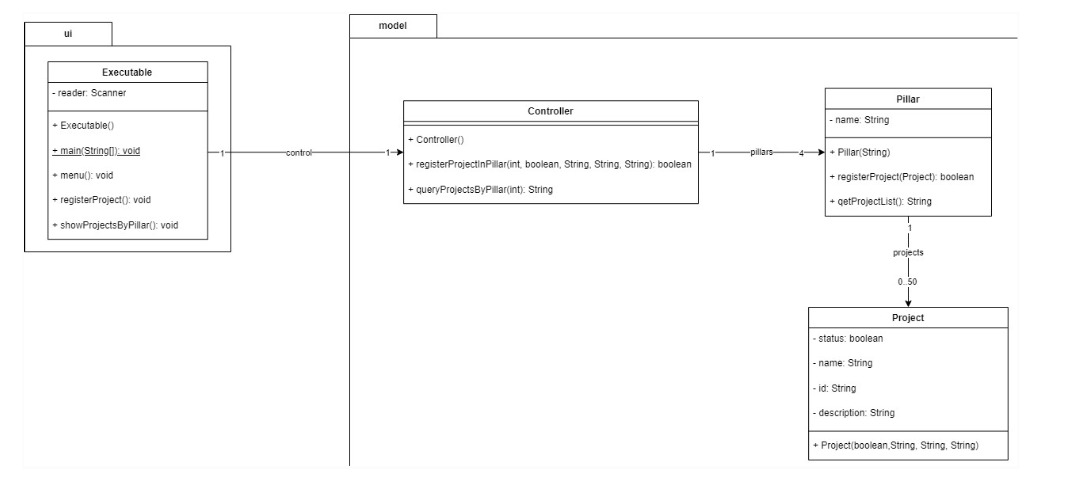 ui
Executable
- reader: Scanner
+ Executable()
+ main(String[]): void
+ menu(): void
+ registerProject(): void
+ showProjectsByPillar(): void
1
control
1
model
Controller
+ Controller()
+ registerProjectInPillar(int, boolean, String, String, String): boolean
+ queryProjectsByPillar(int): String
1
pillars
4
Pillar
- name: String
+ Pillar(String)
+ registerProject(Project): boolean
+ getProjectList(): String
1
projects
0..50
Project
- status: boolean
- name: String
- id: String
- description: String
+ Project(boolean,String, String, String)